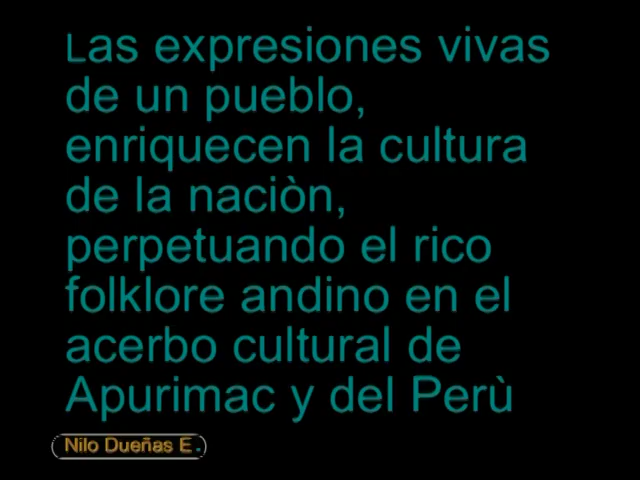 Las expresiones vivas
de un pueblo,
enriquecen la cultura
de la naciòn,
perpetuando el rico
folklore andino en el
acerbo cultural de
Apurimac y del Perù
Nilo Dueñas E.